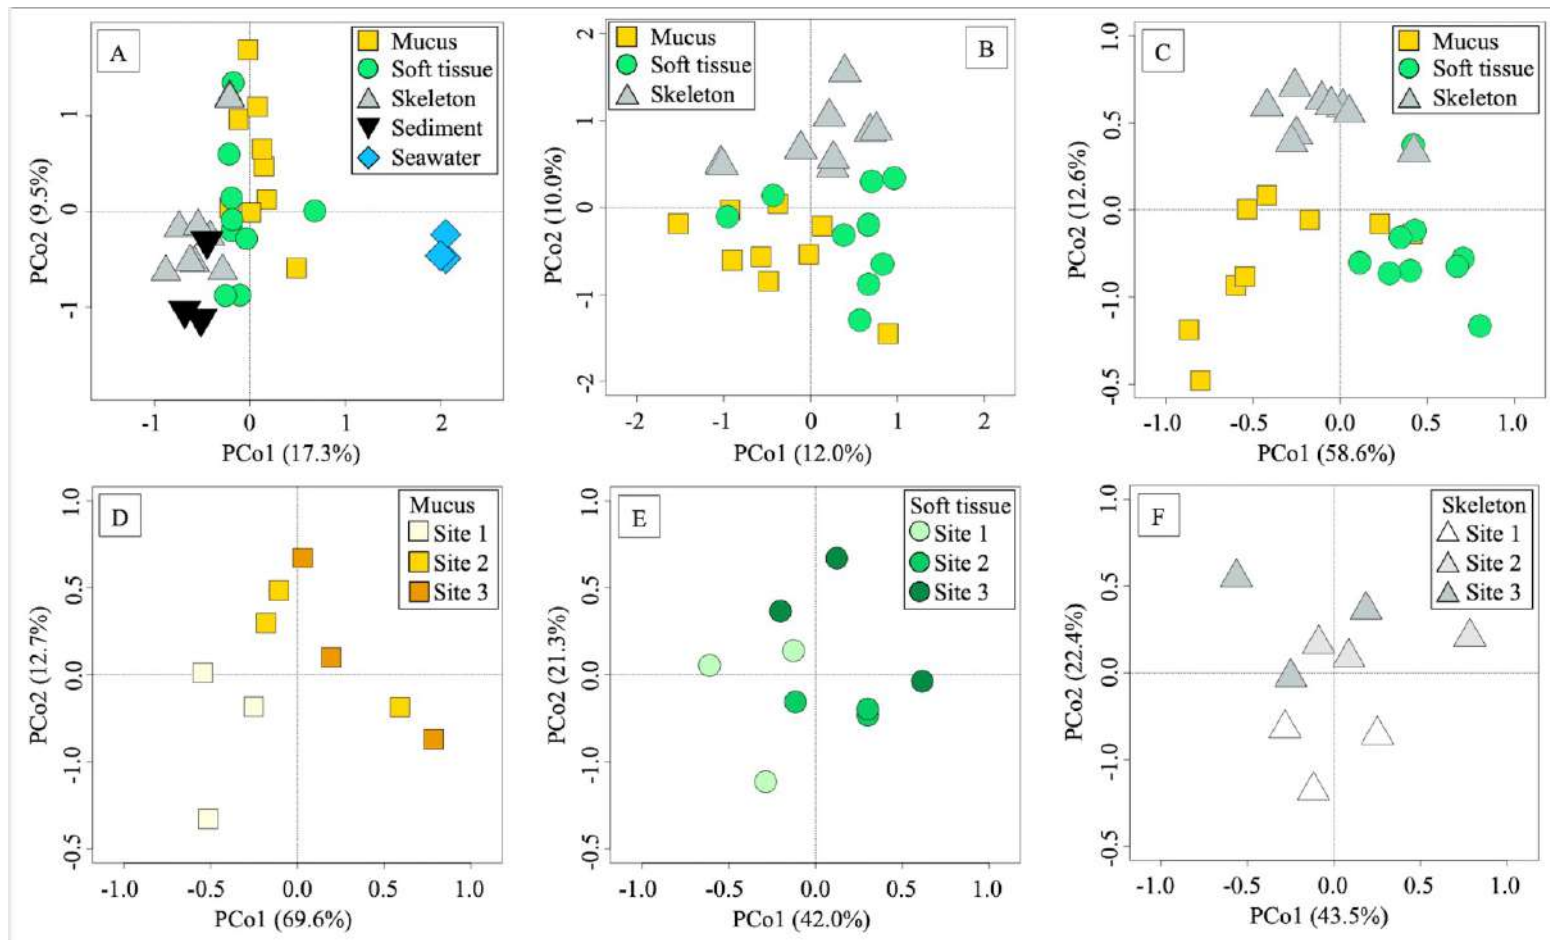 A
Mucus
Soft tissue
Skeleton
Sediment
Seawater
PCo2 (9.5%)
1
0
-1
-1
0
1
2
PCo1 (17.3%)
B
Mucus
Soft tissue
Skeleton
PCo2 (10.0%)
2
1
0
-1
-2
-2
-1
0
1
2
PCo1 (12.0%)
C
Mucus
Soft tissue
Skeleton
PCo2 (12.6%)
1.0
0.5
0.0
-1.0
-0.5
-1.0
-0.5
0.0
0.5
1.0
PCo1 (58.6%)
D
Mucus
Site 1
Site 2
Site 3
PCo2 (12.7%)
1.0
0.5
0.0
-1.0
-0.5
-1.0
-0.5
0.0
0.5
1.0
PCo1 (69.6%)
E
Soft tissue
Site 1
Site 2
Site 3
PCo2 (21.3%)
1.0
0.5
0.0
-1.0
-0.5
-1.0
-0.5
0.0
0.5
1.0
PCo1 (42.0%)
F
Skeleton
Site 1
Site 2
Site 3
PCo2 (22.4%)
1.0
0.5
0.0
-1.0
-0.5
-1.0
-0.5
0.0
0.5
1.0
PCo1 (43.5%)